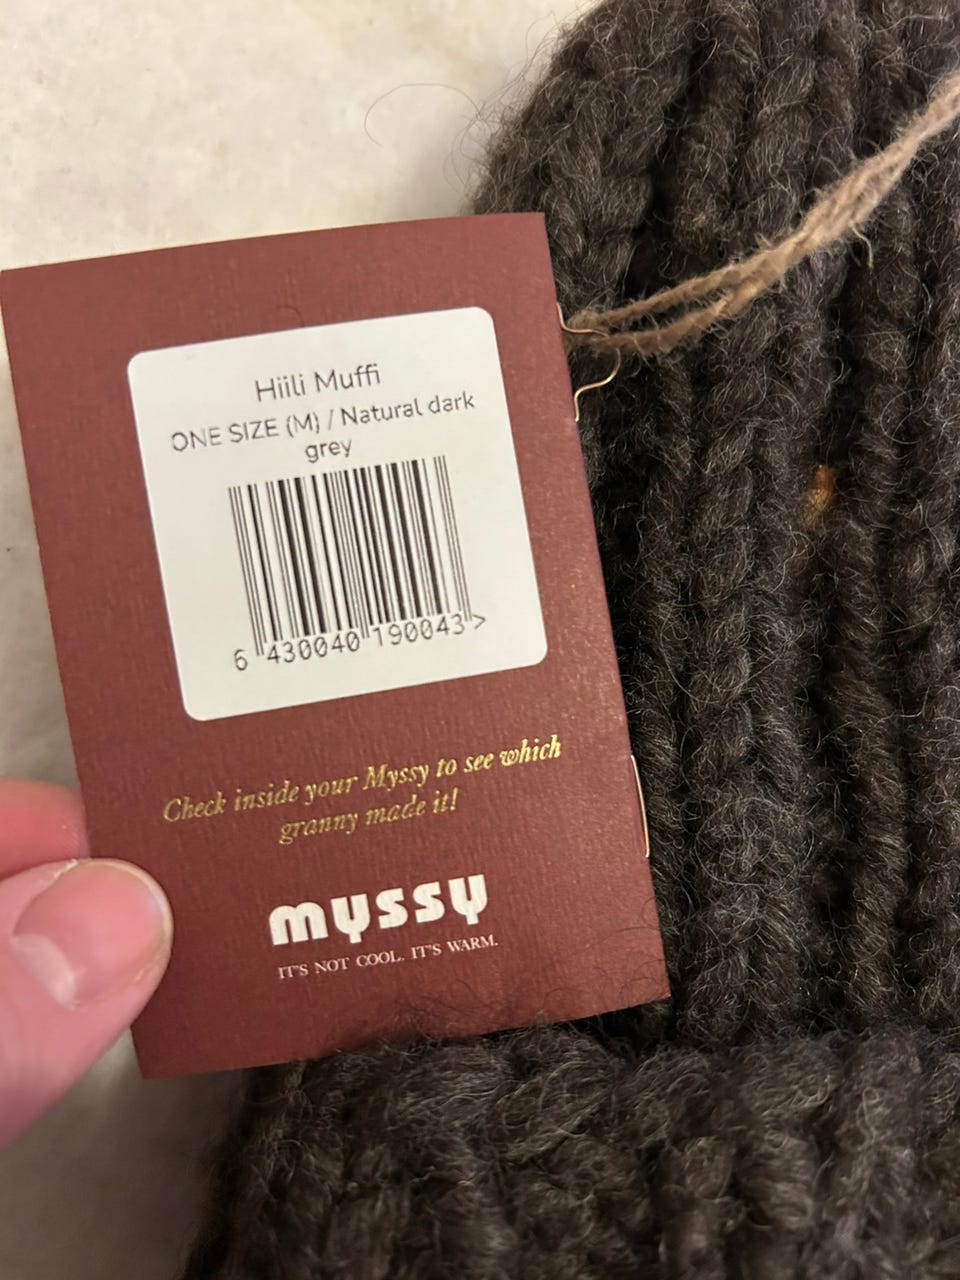 Hiili Muffi
ONE SIZE (M) / Natural dark
grey
6 430040 190043 >
Check inside your Myssy to see which
granny made it!
myssy
IT'S NOT COOL. IT'S WARM.